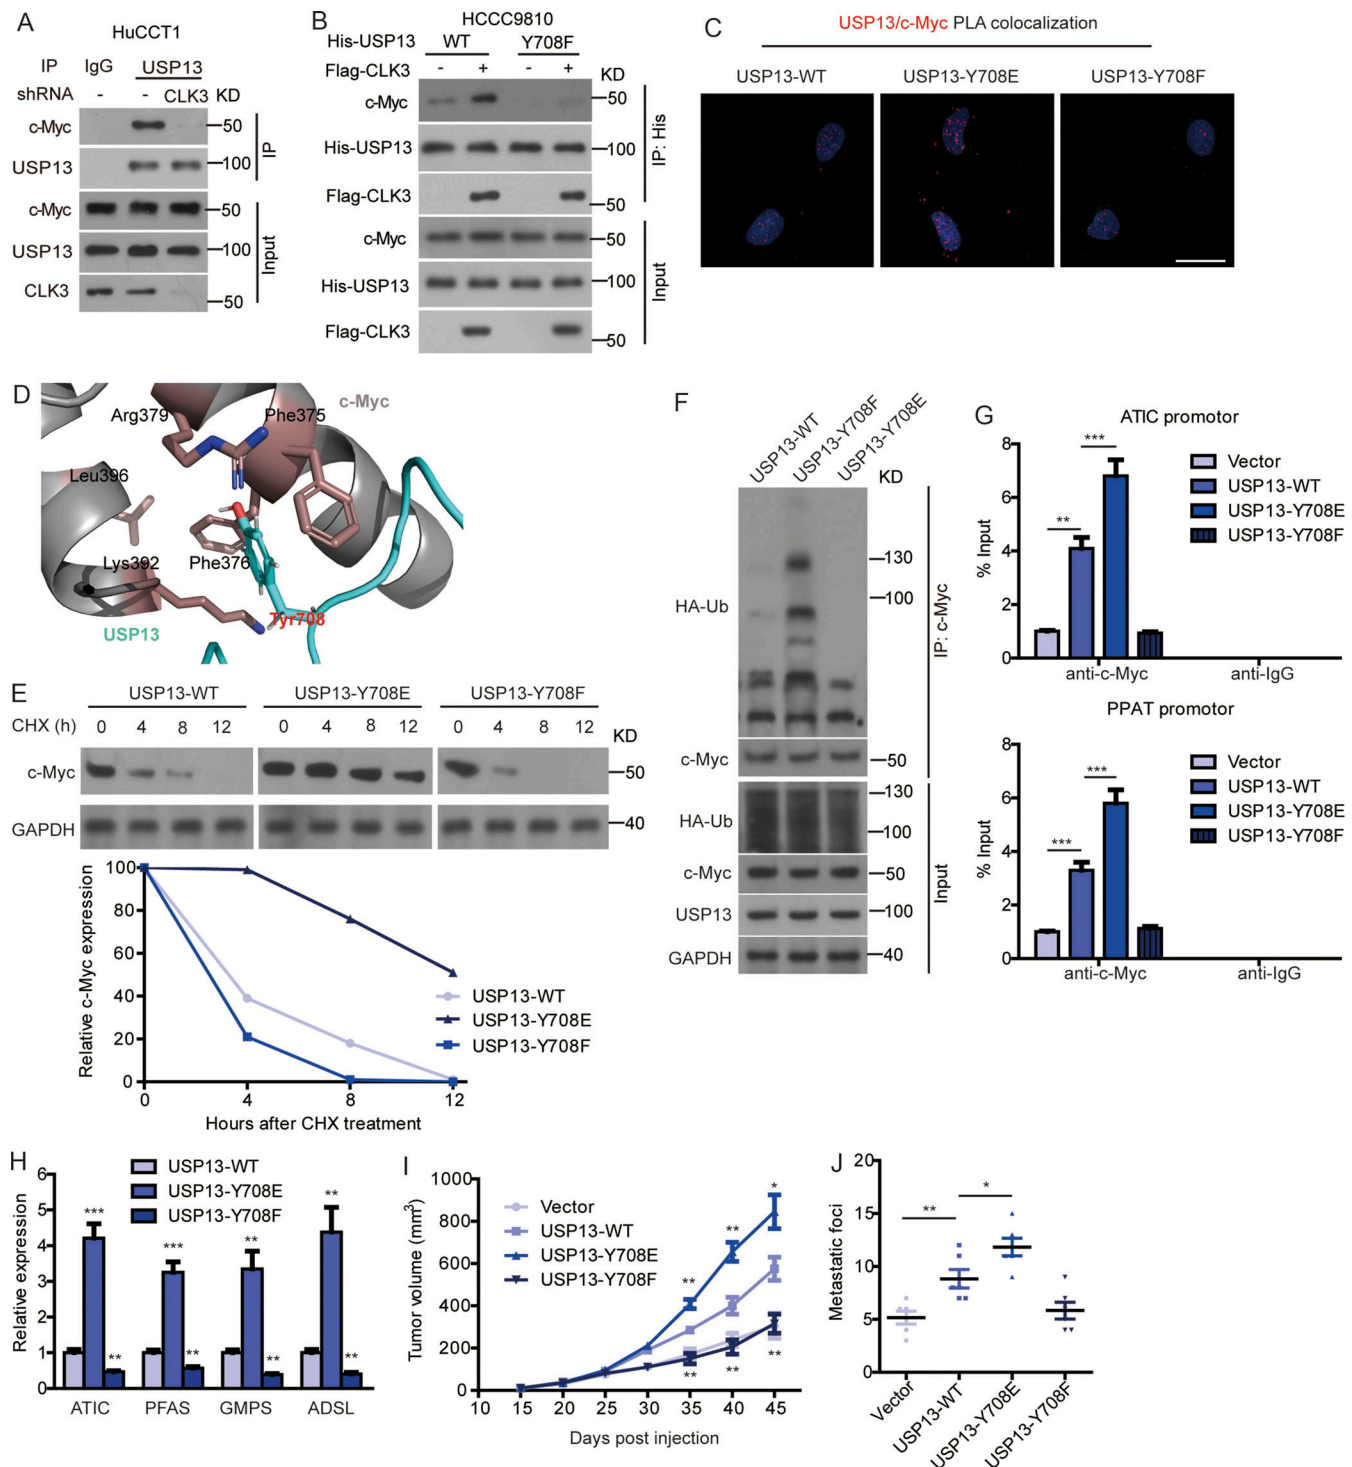 A
HuCCT1
IP IgG USP13
shRNA - - CLK3 KD
c-Myc 50
USP13 100
IP
c-Myc 50
USP13 100
CLK3 50
Input
B
HCCC9810
His-USP13 WT Y708F
Flag-CLK3 - + - + KD
c-Myc 50
His-USP13 100
Flag-CLK3 50
IP: His
c-Myc 50
His-USP13 100
Flag-CLK3 50
Input
C
USP13/c-Myc PLA colocalization
USP13-WT USP13-Y708E USP13-Y708F
D
Arg379 Phe375 c-Myc
Leu396
Lys392 Phe376
USP13 Tyr708
E
USP13-WT USP13-Y708E USP13-Y708F
CHX (h) 0 4 8 12 0 4 8 12 0 4 8 12 KD
c-Myc 50
GAPDH 40
Relative c-Myc expression
100
80
60
40
20
0
0 4 8 12
Hours after CHX treatment
USP13-WT
USP13-Y708E
USP13-Y708F
F
USP13-WT USP13-Y708F USP13-Y708E
KD
HA-Ub 130
100
c-Myc 50
IP: c-Myc
HA-Ub 130
100
c-Myc 50
USP13 100
GAPDH 40
Input
G
ATIC promotor
% Input
8
6
4
2
0
** ***
Vector
USP13-WT
USP13-Y708E
USP13-Y708F
anti-c-Myc anti-IgG
PPAT promotor
% Input
8
6
4
2
0
*** ***
Vector
USP13-WT
USP13-Y708E
USP13-Y708F
anti-c-Myc anti-IgG
H
Relative expression
6
5
4
3
2
1
0
USP13-WT
USP13-Y708E
USP13-Y708F
*** *** ** **
** ** ** **
ATIC PFAS GMPS ADSL
I
Tumor volume (mm³)
1000
800
600
400
200
0
Vector
USP13-WT
USP13-Y708E
USP13-Y708F
** ** *
** ** **
10 15 20 25 30 35 40 45
Days post injection
J
Metastatic foci
20
15
10
5
0
** *
Vector USP13-WT USP13-Y708E USP13-Y708F